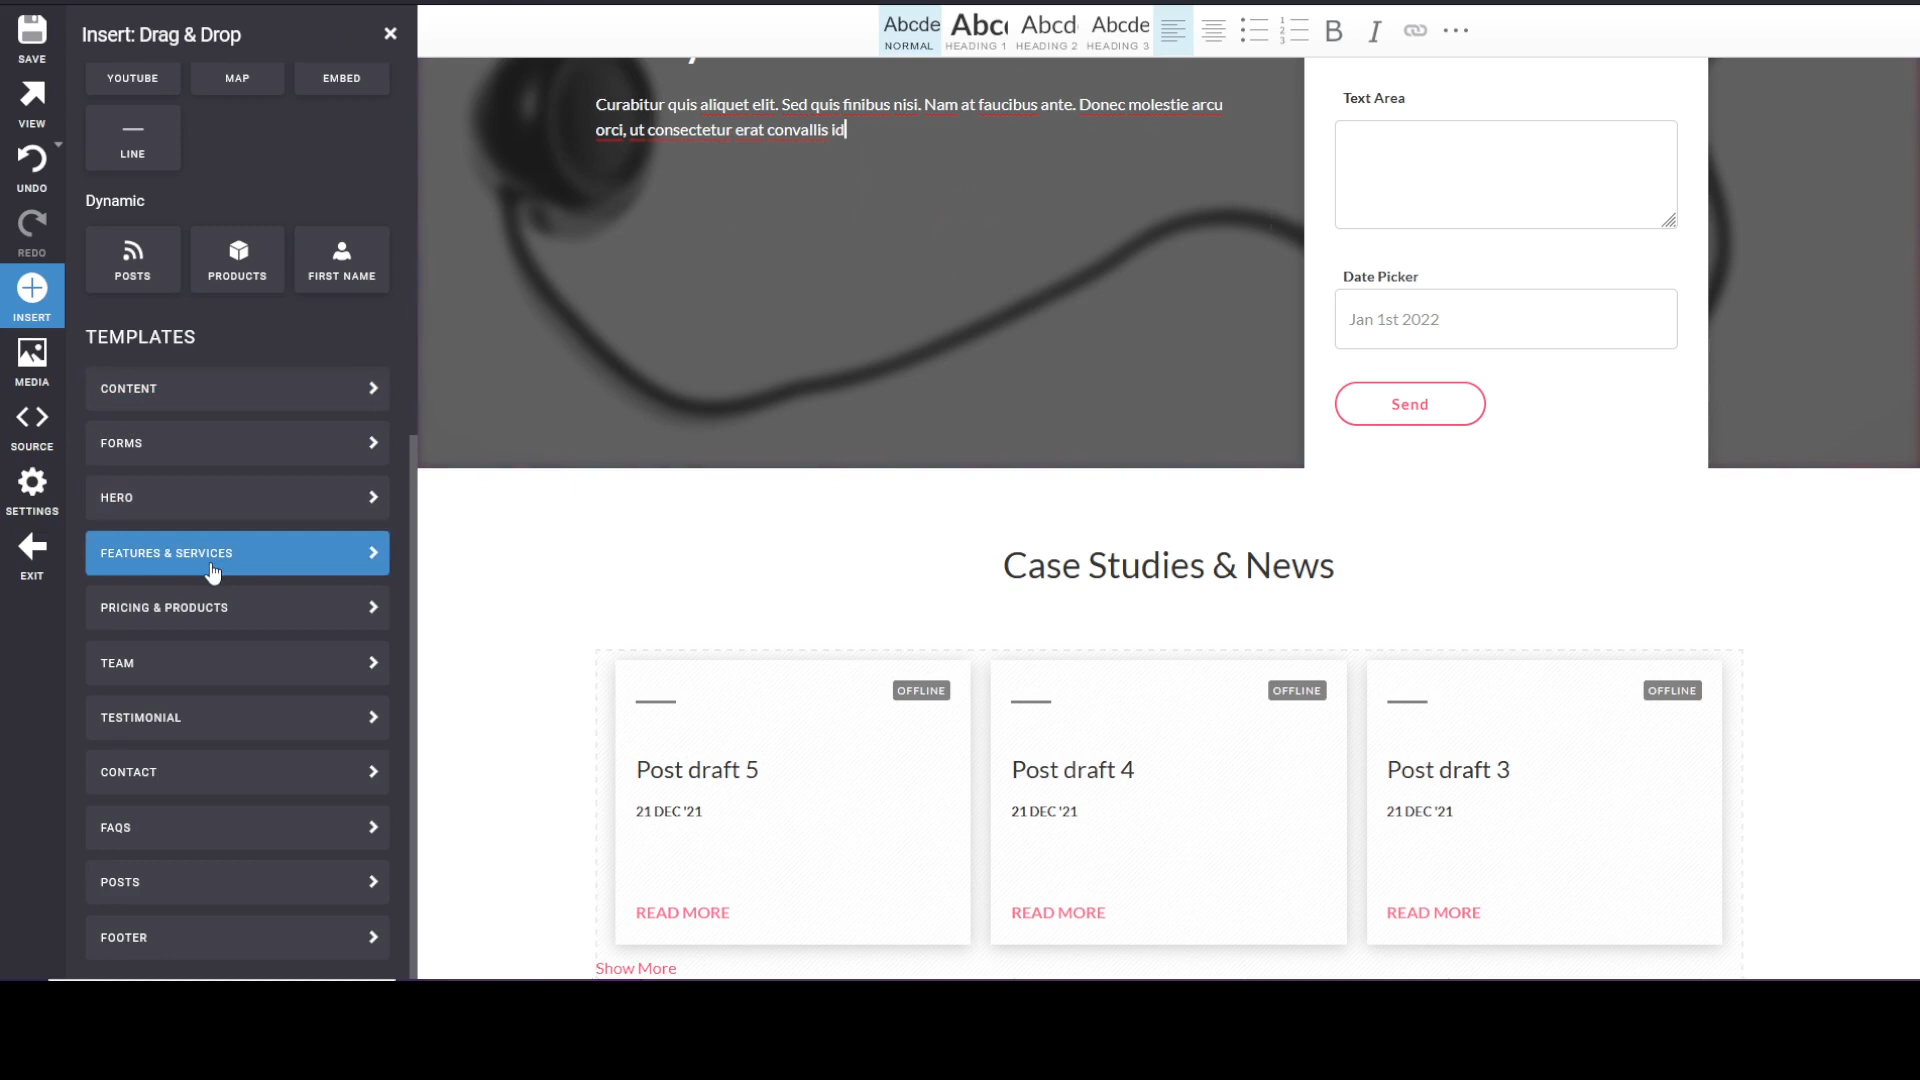 SAVE
VIEW
UNDO
REDO
INSERT
MEDIA
SOURCE
SETTINGS
EXIT
Insert: Drag & Drop
YOUTUBE MAP EMBED
LINE
Dynamic
POSTS PRODUCTS FIRST NAME
TEMPLATES
CONTENT
FORMS
HERO
FEATURES & SERVICES
PRICING & PRODUCTS
TEAM
TESTIMONIAL
CONTACT
FAQS
POSTS
FOOTER
Abcde Abc Abcd Abcde
NORMAL HEADING 1 HEADING 2 HEADING 3
1 2 3
B I
Curabitur quis aliquet elit. Sed quis finibus nisi. Nam at faucibus ante. Donec molestie arcu
orci, ut consectetur erat convallis id
Text Area
Date Picker
Jan 1st 2022
Send
Case Studies & News
OFFLINE OFFLINE OFFLINE
Post draft 5 Post draft 4 Post draft 3
21 DEC '21 21 DEC '21 21 DEC '21
READ MORE READ MORE READ MORE
Show More